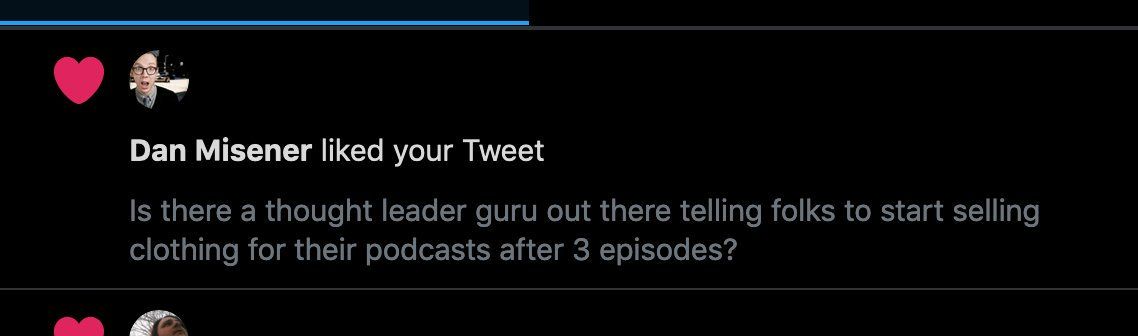 Dan Misener liked your Tweet
Is there a thought leader guru out there telling folks to start selling
clothing for their podcasts after 3 episodes?